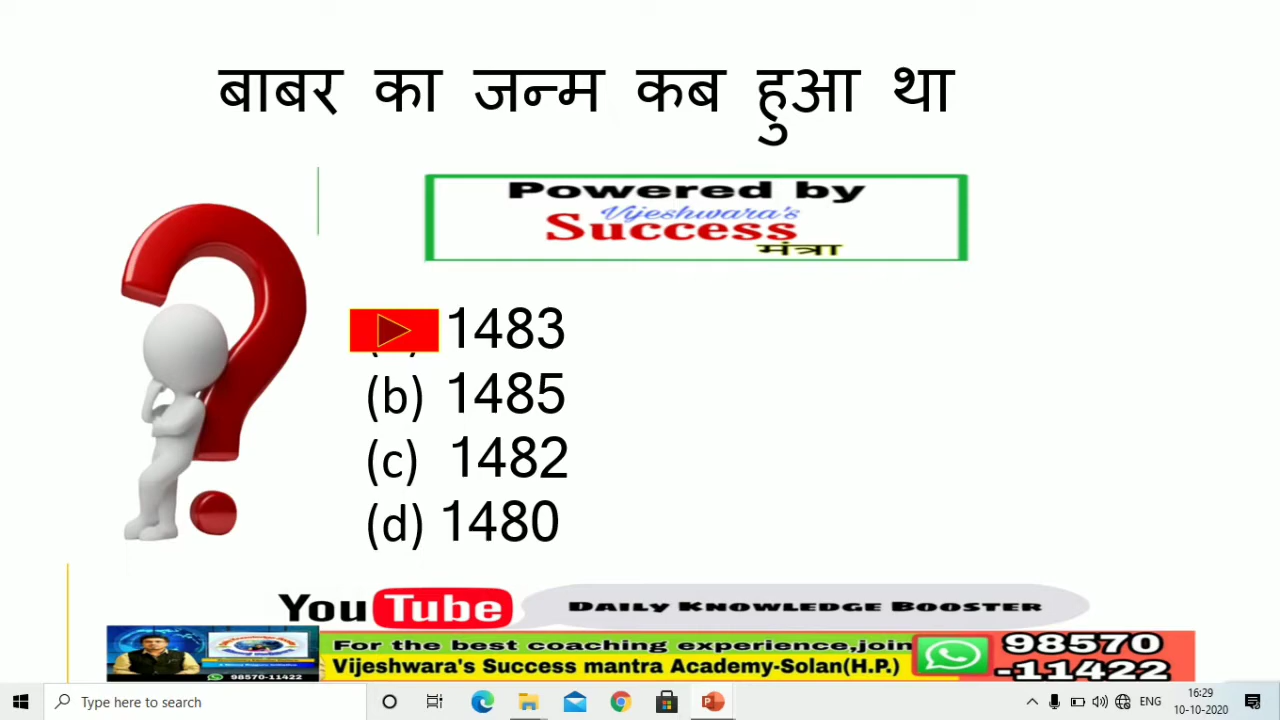 बाबर का जन्म कब हुआ था
Powered by
Vijeshwara's
Success
मंत्रा
1483
(b) 1485
(c) 1482
(d) 1480
YouTube DAILY KNOWLEDGE BOOSTER
For the best coaching experience,join
Vijeshwara's Success mantra Academy-Solan(H.P.)
98570
-11422
98570-11422
Type here to search
ENG
16:29
10-10-2020